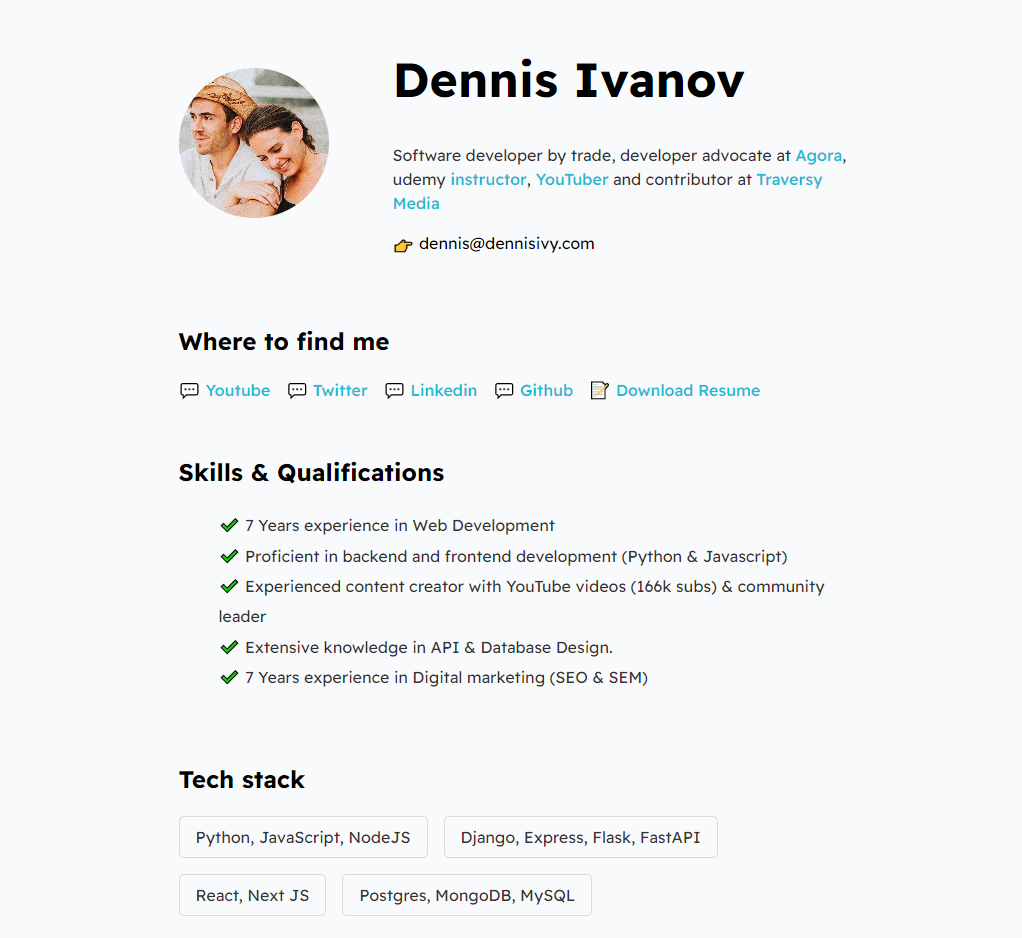 Dennis Ivanov
Software developer by trade, developer advocate at Agora,
udemy instructor, YouTuber and contributor at Traversy
Media
dennis@dennisivy.com
Where to find me
Youtube Twitter Linkedin Github Download Resume
Skills & Qualifications
7 Years experience in Web Development
Proficient in backend and frontend development (Python & Javascript)
Experienced content creator with YouTube videos (166k subs) & community
leader
Extensive knowledge in API & Database Design.
7 Years experience in Digital marketing (SEO & SEM)
Tech stack
Python, JavaScript, NodeJS Django, Express, Flask, FastAPI
React, Next JS Postgres, MongoDB, MySQL